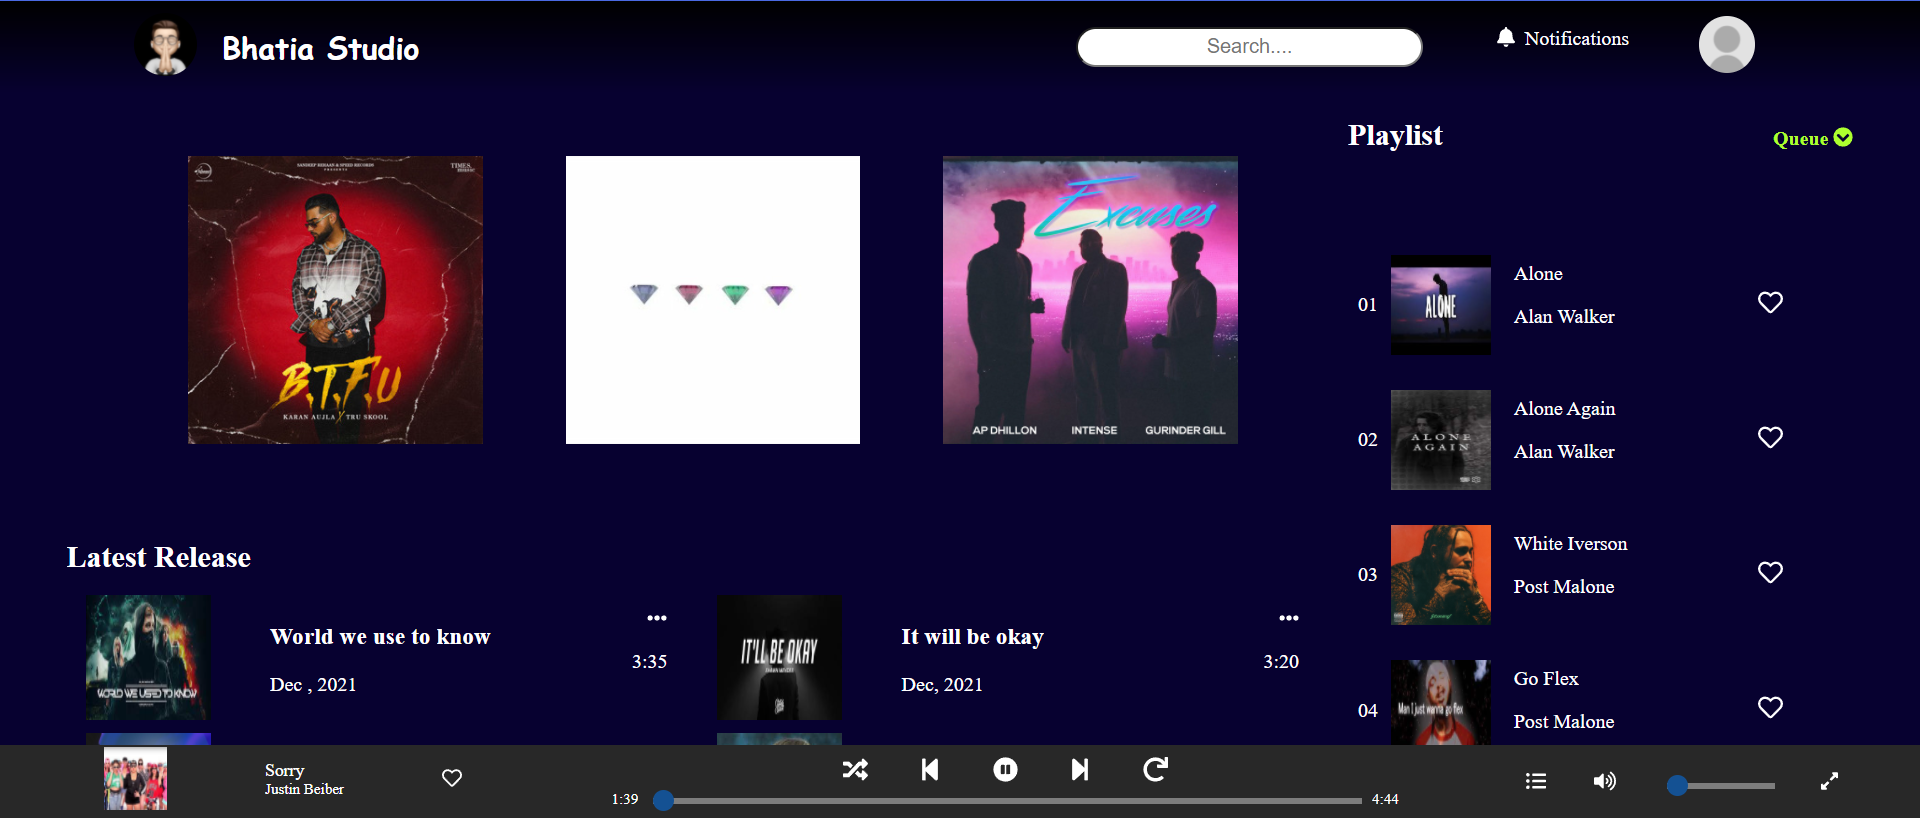 Bhatia Studio
Search....
Notifications
SANDEEP REHAAN & SPEED RECORDS
PRESENTS
TIMES
MUSIC
B.T.F.U
KARAN AUJLA X TRU SKOOL
Excuses
AP DHILLON INTENSE GURINDER GILL
Playlist
Queue
01
ALONE
Alone
Alan Walker
02
ALONE
AGAIN
Alone Again
Alan Walker
03
White Iverson
Post Malone
04
Man I just wanna go flex
Go Flex
Post Malone
Latest Release
WORLD WE USED TO KNOW
World we use to know
Dec , 2021
3:35
IT'LL BE OKAY
SHAWN MENDES
It will be okay
Dec, 2021
3:20
Sorry
Justin Beiber
1:39
4:44